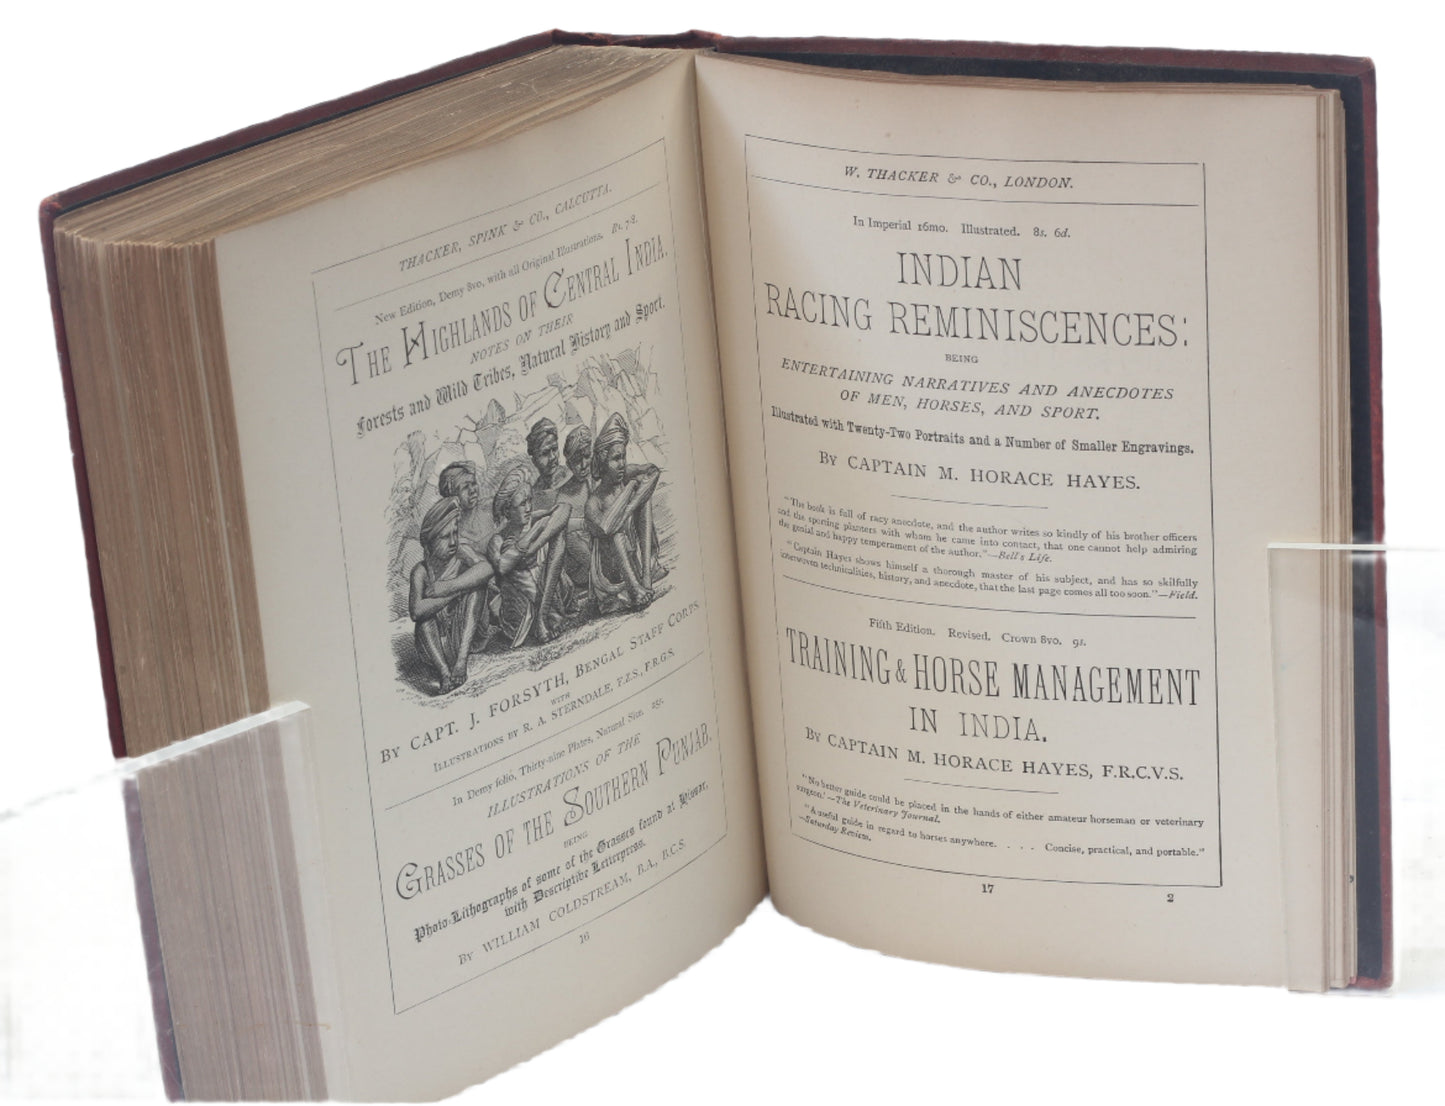 THACKER, SPINK & CO., CALCUTTA.
New Edition, Demy 8vo, with all Original Illustrations. Rs. 7-8.
THE HIGHLANDS OF CENTRAL INDIA.
NOTES ON THEIR
Forests and Wild Tribes, Natural History and Sport.
BY CAPT. J. FORSYTH, BENGAL STAFF CORPS
WITH
ILLUSTRATIONS BY R. A. STERNDALE, F.Z.S., F.R.G.S.
In Demy folio, Thirty-nine Plates, Natural Size. 25s.
ILLUSTRATIONS OF THE
GRASSES OF THE SOUTHERN PUNJAB.
BEING
Photo-Lithographs of some of the Grasses found at Hissar,
with Descriptive Letterpress.
BY WILLIAM COLDSTREAM, B.A., B.C.S.
16
W. THACKER & CO., LONDON.
In Imperial 16mo. Illustrated. 8s. 6d.
INDIAN
RACING REMINISCENCES:
BEING
ENTERTAINING NARRATIVES AND ANECDOTES
OF MEN, HORSES, AND SPORT.
Illustrated with Twenty-Two Portraits and a Number of Smaller Engravings.
BY CAPTAIN M. HORACE HAYES.
"The book is full of racy anecdote, and the author writes so kindly of his brother officers
and the sporting planters with whom he came into contact, that one cannot help admiring
the genial and happy temperament of the author."—Bell's Life.
"Captain Hayes shows himself a thorough master of his subject, and has so skilfully
interwoven technicalities, history, and anecdote, that the last page comes all too soon."—Field.
Fifth Edition. Revised. Crown 8vo. 9s.
TRAINING & HORSE MANAGEMENT
IN INDIA.
BY CAPTAIN M. HORACE HAYES, F.R.C.V.S.
"No better guide could be placed in the hands of either amateur horseman or veterinary
surgeon.'—The Veterinary Journal.
"A useful guide in regard to horses anywhere. . . . . Concise, practical, and portable."
—Saturday Review.
17
2